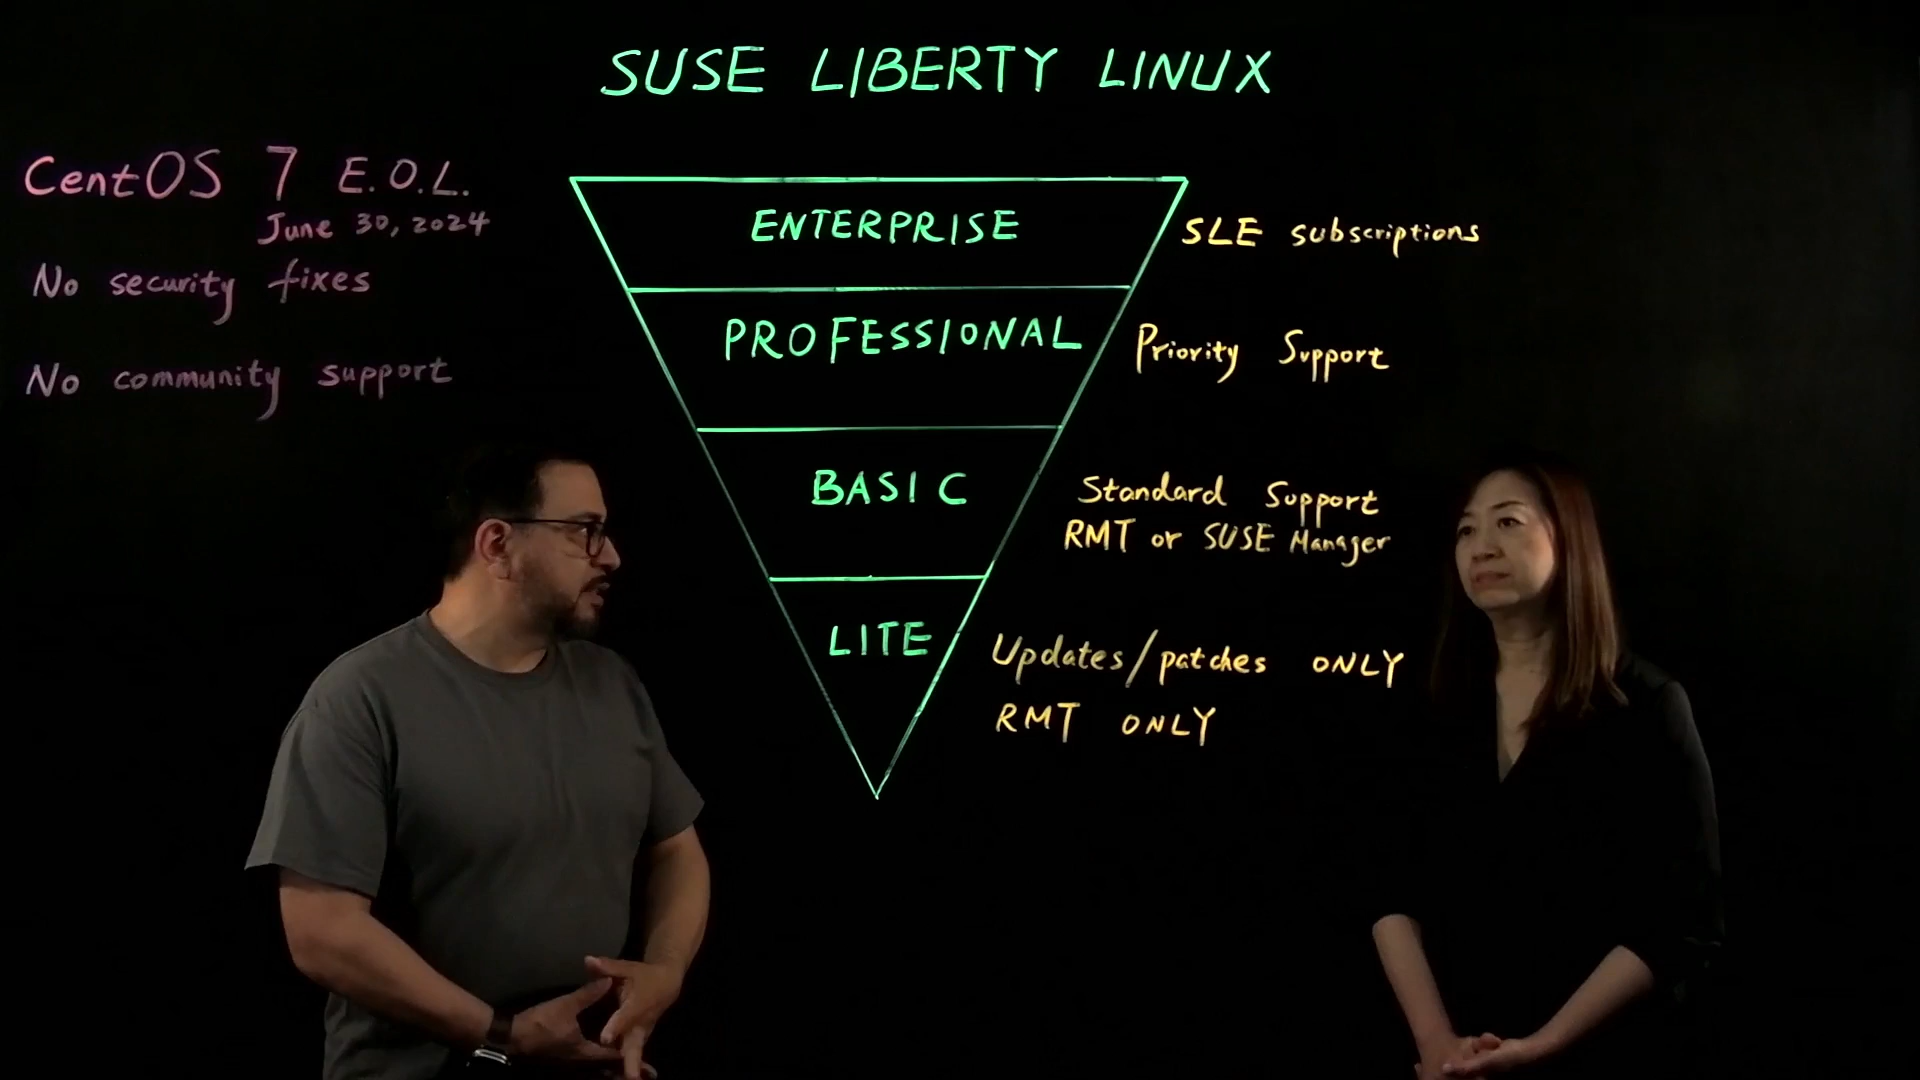 SUSE LIBERTY LINUX
CentOS 7 E.O.L.
June 30, 2024
No security fixes
No community support
ENTERPRISE
SLE subscriptions
PROFESSIONAL
Priority Support
BASIC
Standard Support
RMT or SUSE Manager
LITE
Updates/patches ONLY
RMT ONLY